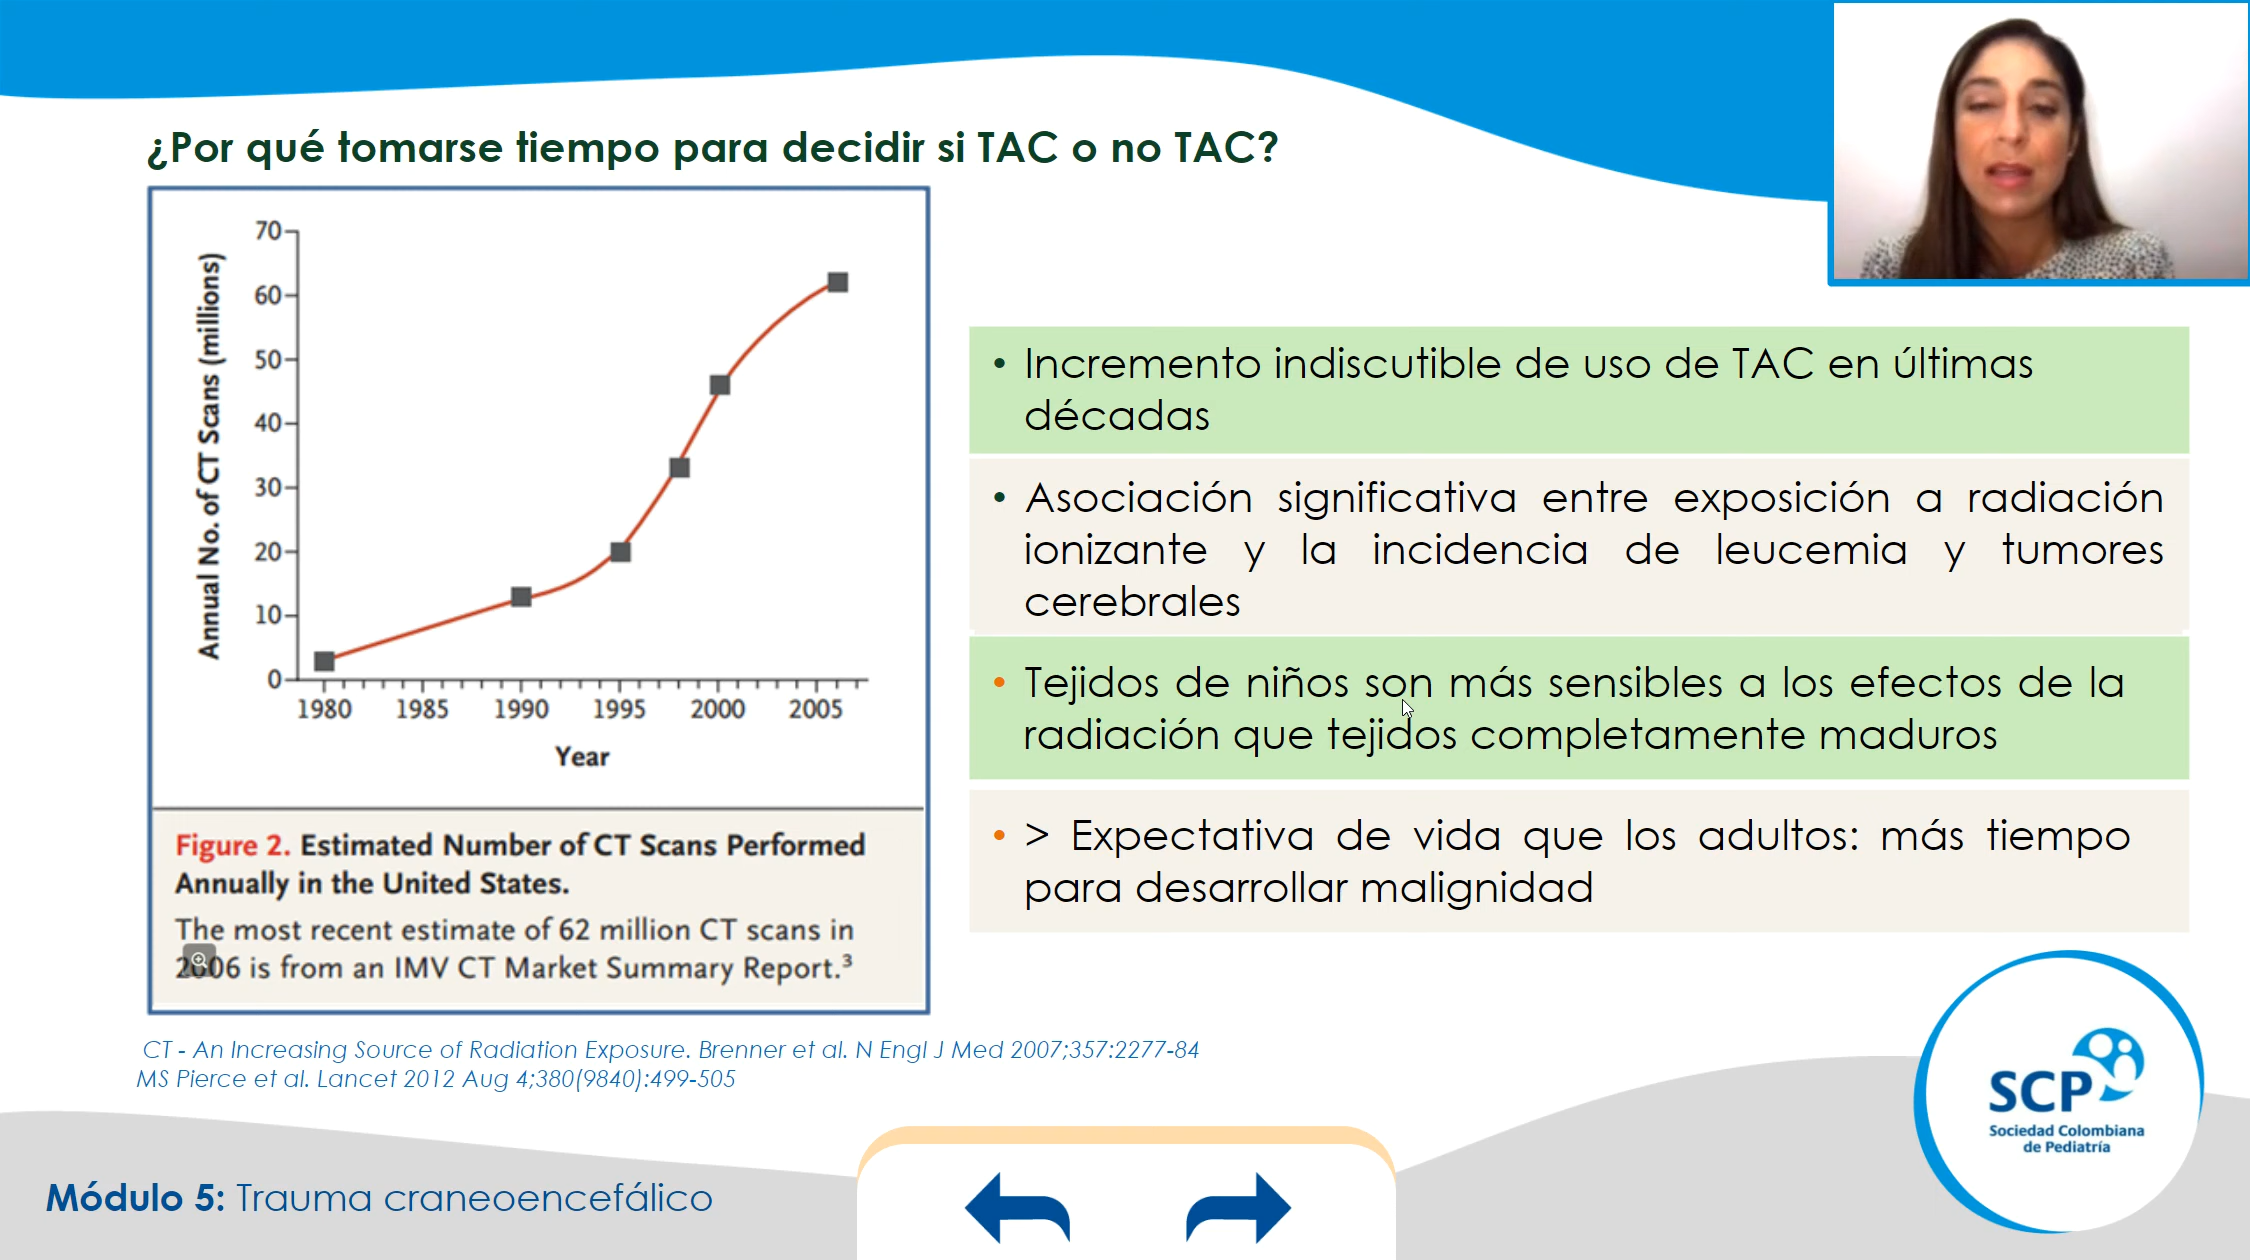 ¿Por qué tomarse tiempo para decidir si TAC o no TAC?
Annual No. of CT Scans (millions)
70
60
50
40
30
20
10
0
1980 1985 1990 1995 2000 2005
Year
Figure 2. Estimated Number of CT Scans Performed
Annually in the United States.
The most recent estimate of 62 million CT scans in
2006 is from an IMV CT Market Summary Report.³
• Incremento indiscutible de uso de TAC en últimas
décadas
• Asociación significativa entre exposición a radiación
ionizante y la incidencia de leucemia y tumores
cerebrales
• Tejidos de niños son más sensibles a los efectos de la
radiación que tejidos completamente maduros
• > Expectativa de vida que los adultos: más tiempo
para desarrollar malignidad
CT - An Increasing Source of Radiation Exposure. Brenner et al. N Engl J Med 2007;357:2277-84
MS Pierce et al. Lancet 2012 Aug 4;380(9840):499-505
SCP
Sociedad Colombiana
de Pediatría
Módulo 5: Trauma craneoencefálico